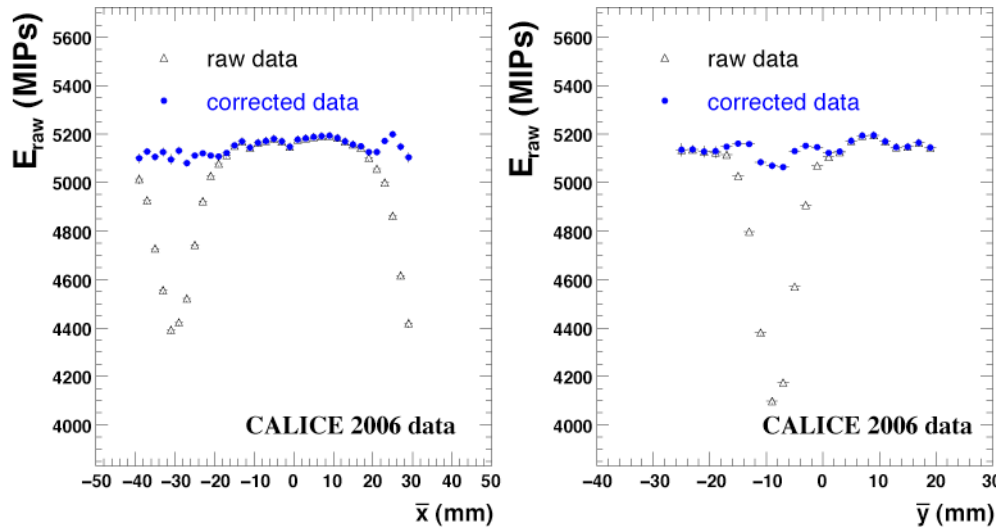 E_raw (MIPs)
5600
5400
5200
5000
4800
4600
4400
4200
4000
raw data
corrected data
CALICE 2006 data
−50 −40 −30 −20 −10 0 10 20 30 40 50
x̄ (mm)
E_raw (MIPs)
5600
5400
5200
5000
4800
4600
4400
4200
4000
raw data
corrected data
CALICE 2006 data
−40 −30 −20 −10 0 10 20 30
ȳ (mm)